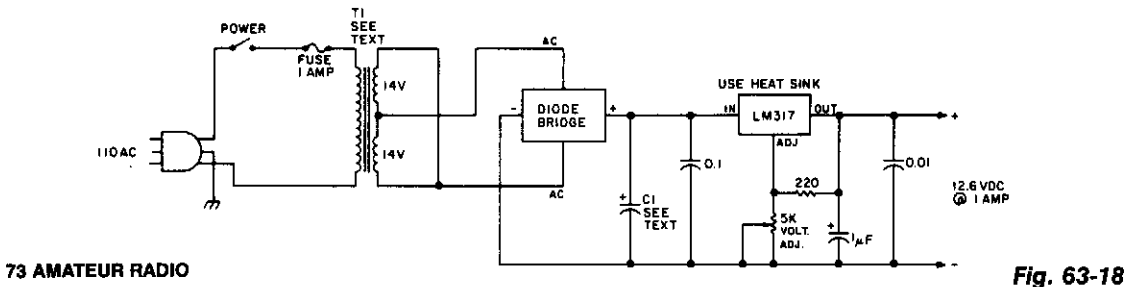 POWER
FUSE
1 AMP
T1
SEE
TEXT
110 AC
14V
14V
AC
- DIODE +
BRIDGE
AC
C1
SEE
TEXT
+
0.1
USE HEAT SINK
IN LM317 OUT
ADJ
220
5K
VOLT.
ADJ.
+
1µF
0.01
+
12.6 VDC
@ 1 AMP
-
73 AMATEUR RADIO
Fig. 63-18